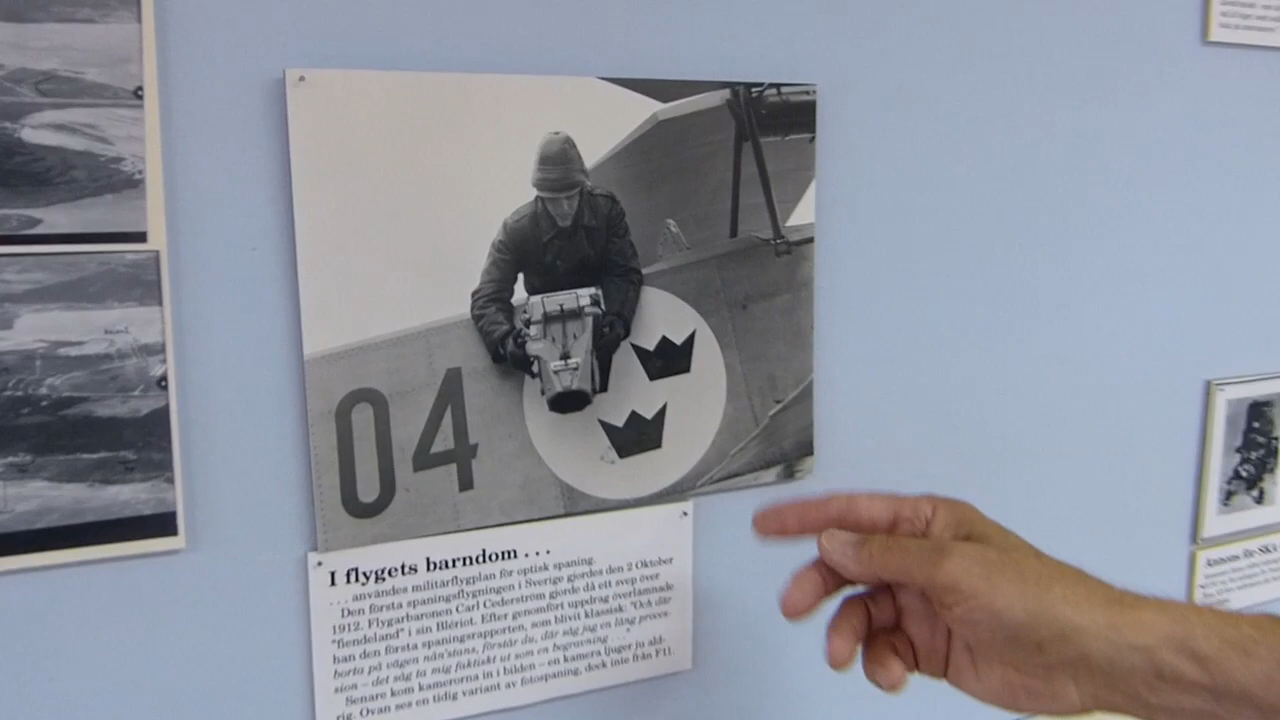 04
I flygets barndom . . .
. . . användes militärflygplan för optisk spaning.
Den första spaningsflygningen i Sverige gjordes den 2 Oktober
1912. Flygarbaronen Carl Cederström gjorde då ett svep över
"fiendeland" i sin Blériot. Efter genomfört uppdrag överlämnade
han den första spaningsrapporten, som blivit klassisk: "Och där
borta på vägen nån'stans, förstår du, där såg jag en lång proces-
sion – det såg ta mig faktiskt ut som en begravning . . ."
Senare kom kamerorna in i bilden – en kamera ljuger ju ald-
rig. Ovan ses en tidig variant av fotospaning, dock inte från F11.